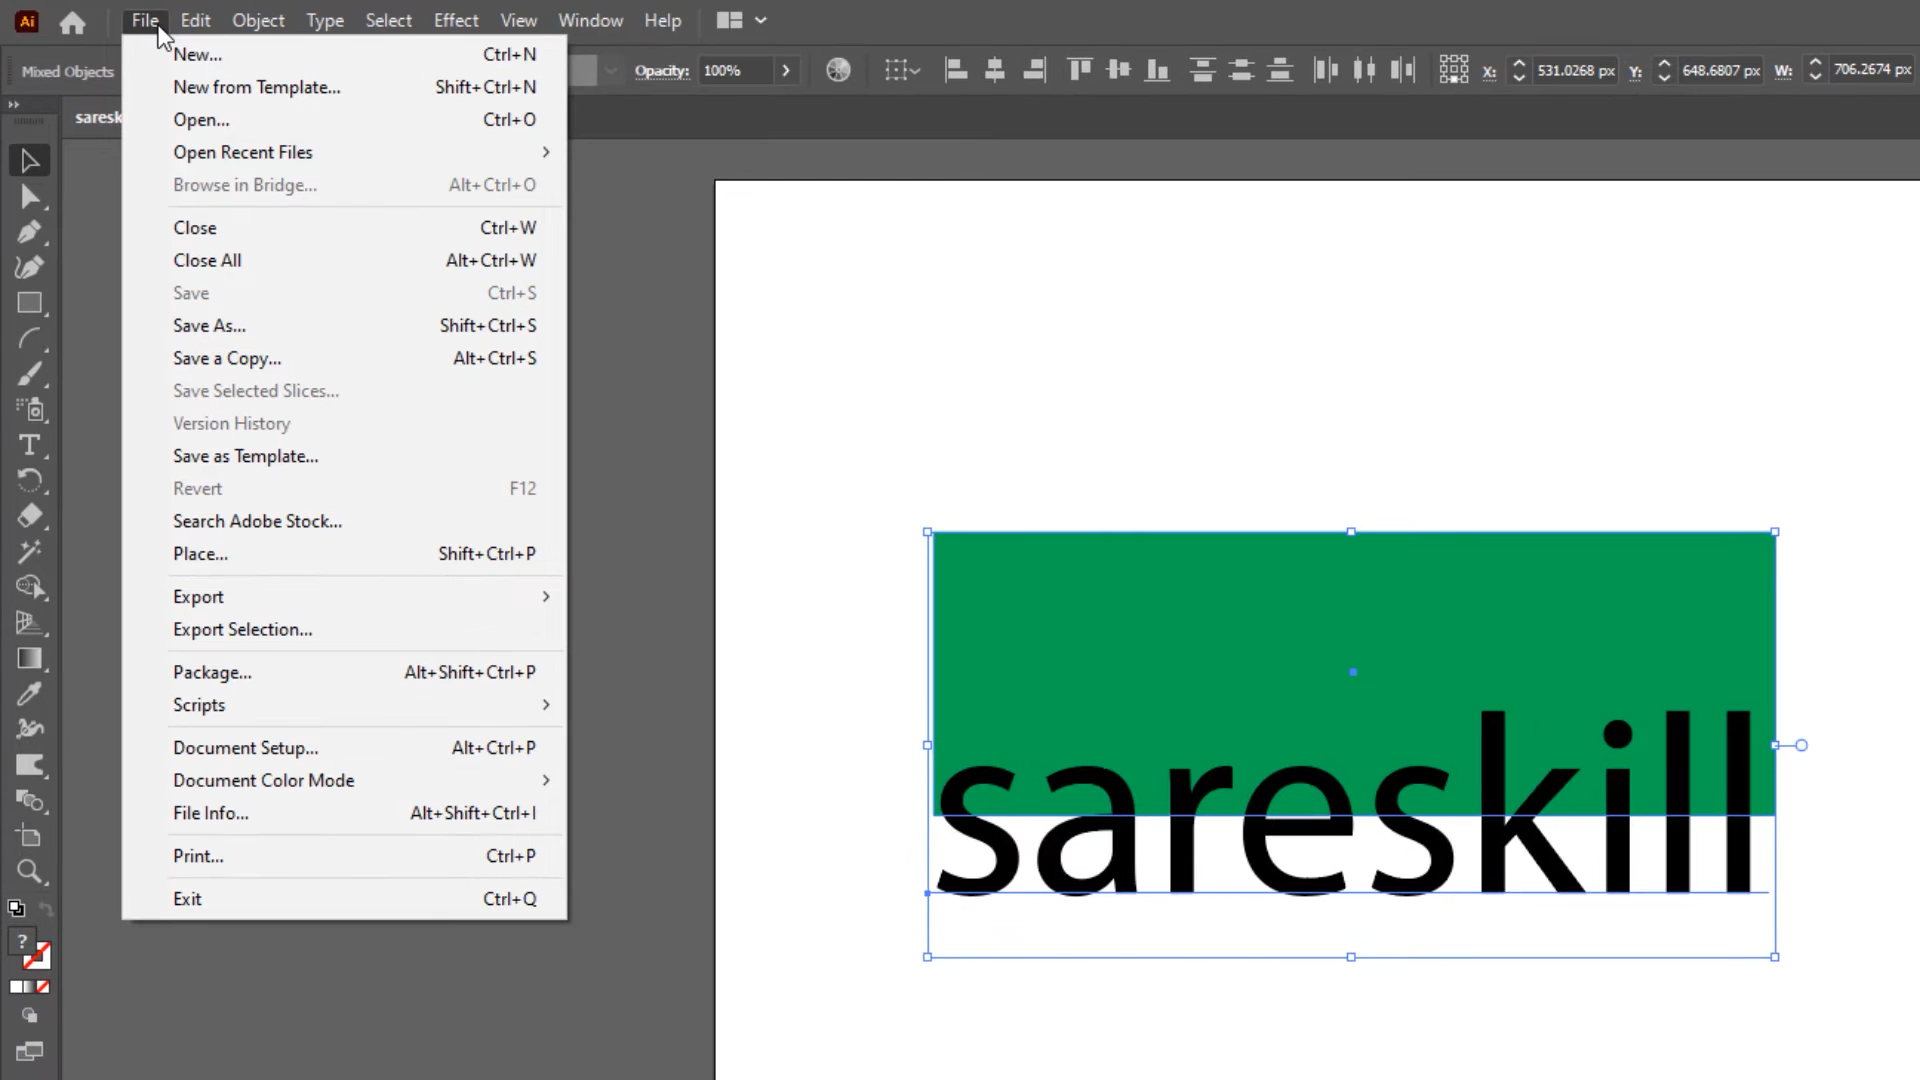 Ai File Edit Object Type Select Effect View Window Help
Mixed Objects Opacity: 100% X: 531.0268 px Y: 648.6807 px W: 706.2674 px
saresk
New... Ctrl+N
New from Template... Shift+Ctrl+N
Open... Ctrl+O
Open Recent Files
Browse in Bridge... Alt+Ctrl+O
Close Ctrl+W
Close All Alt+Ctrl+W
Save Ctrl+S
Save As... Shift+Ctrl+S
Save a Copy... Alt+Ctrl+S
Save Selected Slices...
Version History
Save as Template...
Revert F12
Search Adobe Stock...
Place... Shift+Ctrl+P
Export
Export Selection...
Package... Alt+Shift+Ctrl+P
Scripts
Document Setup... Alt+Ctrl+P
Document Color Mode
File Info... Alt+Shift+Ctrl+I
Print... Ctrl+P
Exit Ctrl+Q
?
sareskill